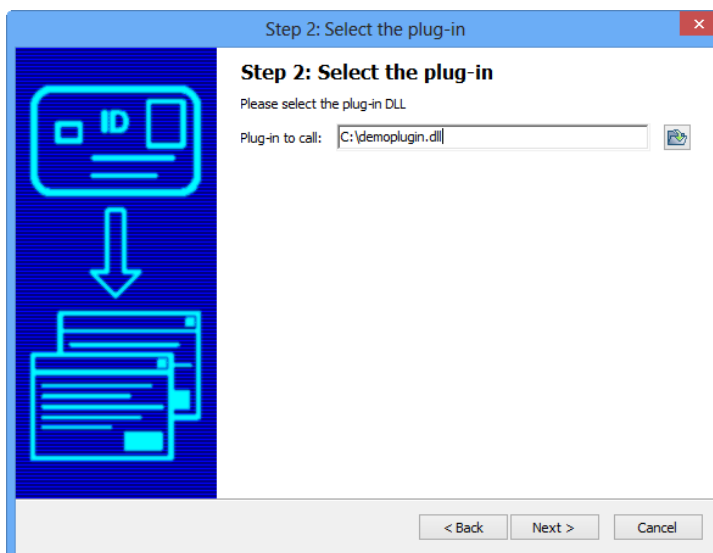 Step 2: Select the plug-in
ID
Step 2: Select the plug-in
Please select the plug-in DLL
Plug-in to call: C:\demoplugin.dll
< Back Next > Cancel